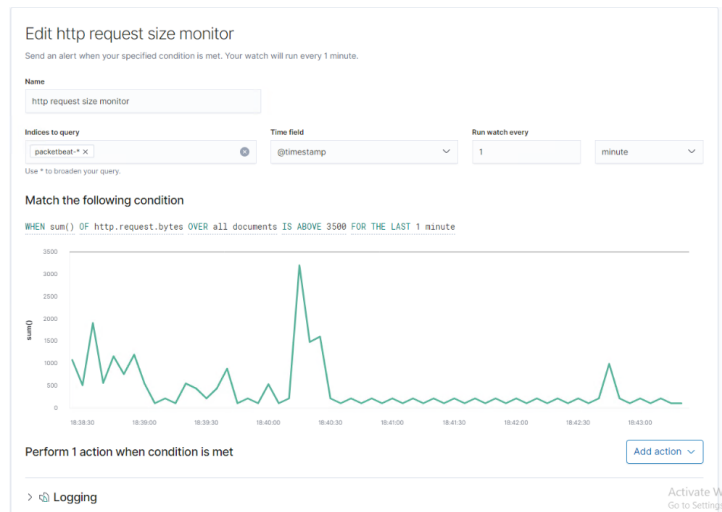 Edit http request size monitor
Send an alert when your specified condition is met. Your watch will run every 1 minute.
Name
http request size monitor
Indices to query
Time field
Run watch every
packetbeat-* ×
@timestamp
1
minute
Use * to broaden your query.
Match the following condition
WHEN sum() OF http.request.bytes OVER all documents IS ABOVE 3500 FOR THE LAST 1 minute
3500
3000
2500
2000
1500
1000
500
0
sum()
18:38:30
18:39:00
18:39:30
18:40:00
18:40:30
18:41:00
18:41:30
18:42:00
18:42:30
18:43:00
Perform 1 action when condition is met
Add action
Logging
Activate W
Go to Settings